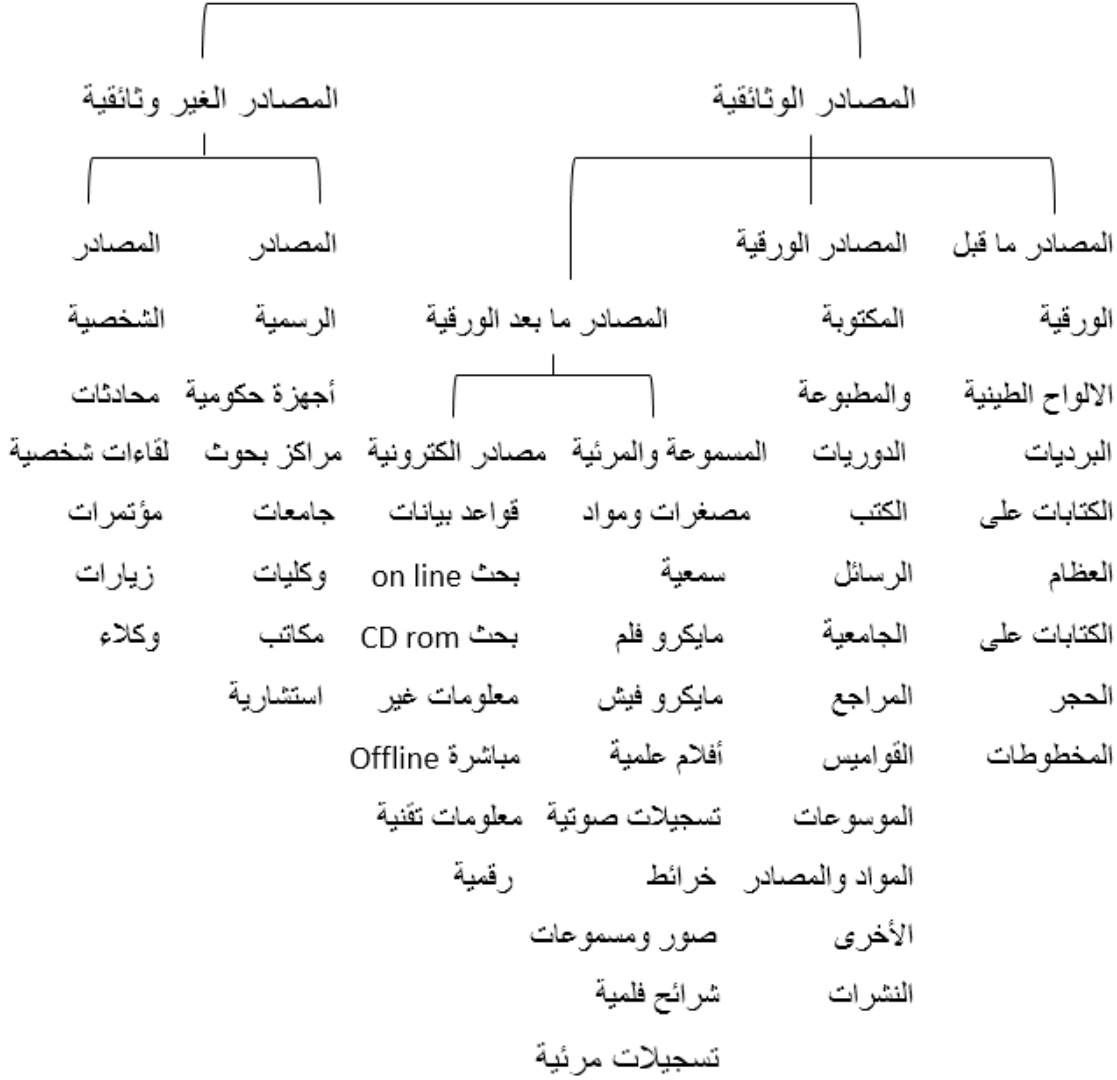 المصادر الوثائقية
المصادر الغير وثائقية
المصادر ما قبل
الورقية
الالواح الطينية
البرديات
الكتابات على
العظام
الكتابات على
الحجر
المخطوطات
المصادر الورقية
المكتوبة
والمطبوعة
الدوريات
الكتب
الرسائل
الجامعية
المراجع
القواميس
الموسوعات
المواد والمصادر
الأخرى
النشرات
المصادر ما بعد الورقية
المسموعة والمرئية
مصغرات ومواد
سمعية
مايكرو فلم
مايكرو فيش
أفلام علمية
تسجيلات صوتية
خرائط
صور ومسموعات
شرائح فلمية
تسجيلات مرئية
مصادر الكترونية
قواعد بيانات
بحث on line
بحث CD rom
معلومات غير
مباشرة Offline
معلومات تقنية
رقمية
المصادر
الرسمية
أجهزة حكومية
مراكز بحوث
جامعات
وكليات
مكاتب
استشارية
المصادر
الشخصية
محادثات
لقاءات شخصية
مؤتمرات
زيارات
وكلاء